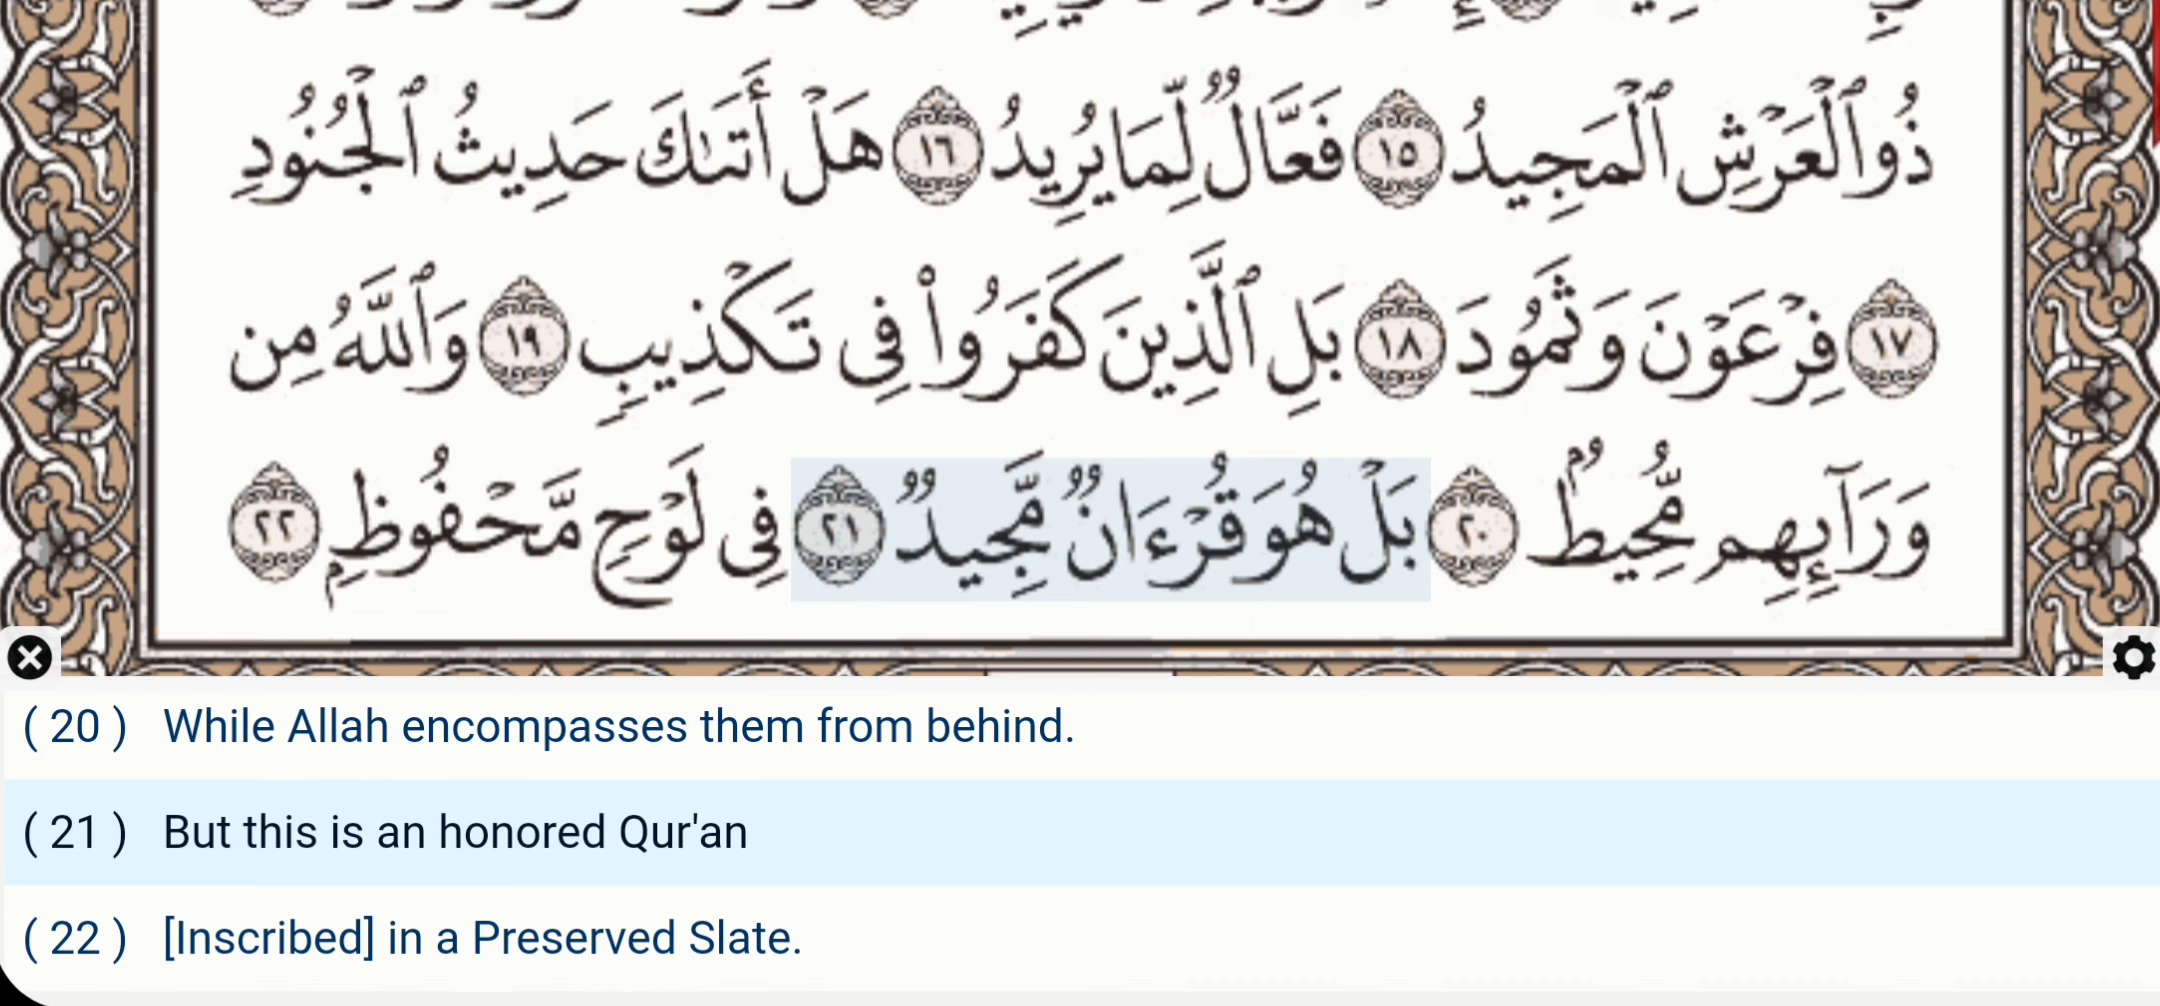 ذُو ٱلْعَرْشِ ٱلْمَجِيدُ ١٥ فَعَّالٌ لِّمَا يُرِيدُ ١٦ هَلْ أَتَىٰكَ حَدِيثُ ٱلْجُنُودِ
١٧ فِرْعَوْنَ وَثَمُودَ ١٨ بَلِ ٱلَّذِينَ كَفَرُوا۟ فِى تَكْذِيبٍ ١٩ وَٱللَّهُ مِن
وَرَآئِهِم مُّحِيطٌۢ ٢٠ بَلْ هُوَ قُرْءَانٌ مَّجِيدٌ ٢١ فِى لَوْحٍ مَّحْفُوظٍۭ ٢٢
( 20 ) While Allah encompasses them from behind.
( 21 ) But this is an honored Qur'an
( 22 ) [Inscribed] in a Preserved Slate.